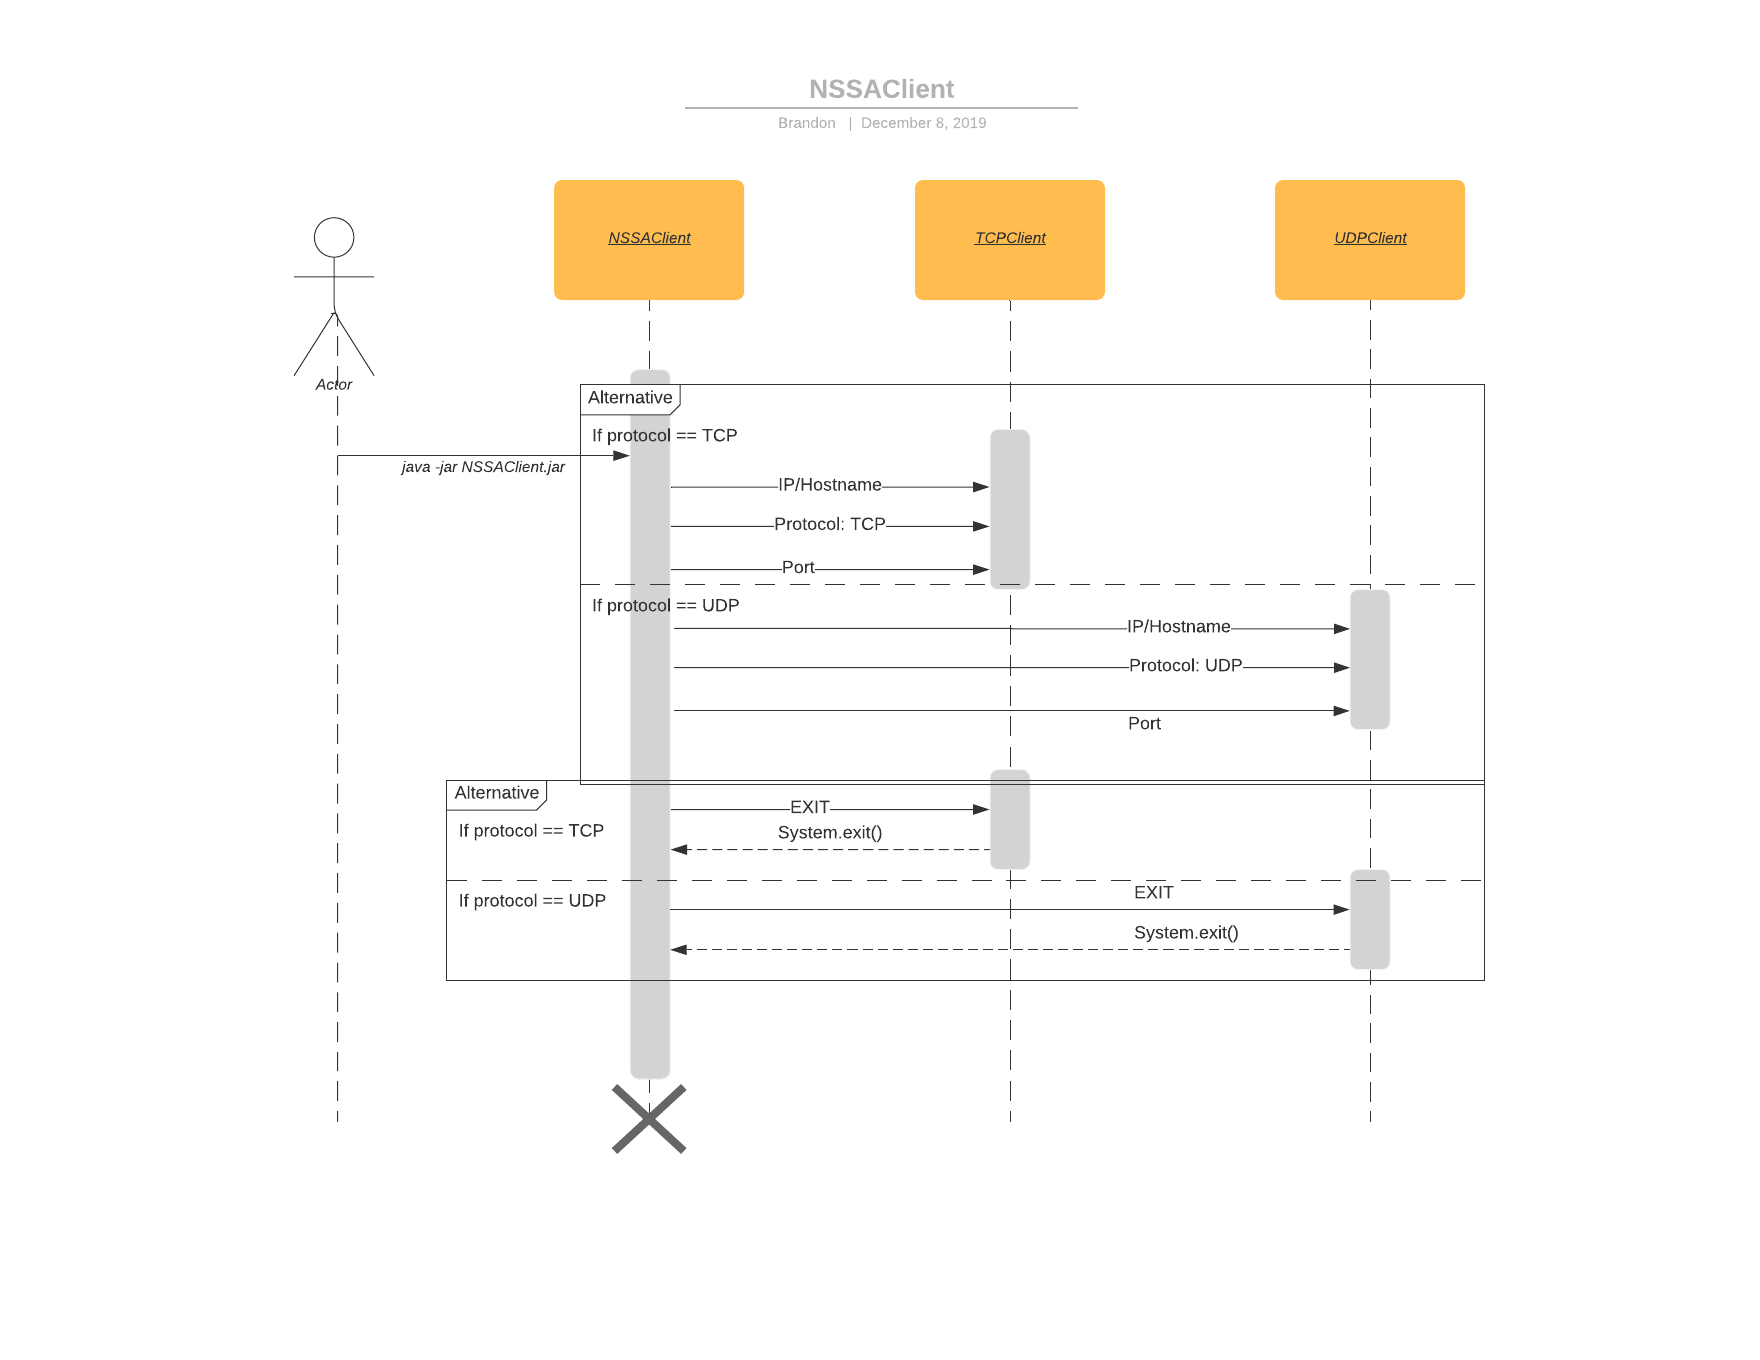 NSSAClient
Brandon | December 8, 2019
NSSAClient
TCPClient
UDPClient
Actor
Alternative
If protocol == TCP
java -jar NSSAClient.jar
IP/Hostname
Protocol: TCP
Port
If protocol == UDP
IP/Hostname
Protocol: UDP
Port
Alternative
If protocol == TCP
EXIT
System.exit()
If protocol == UDP
EXIT
System.exit()